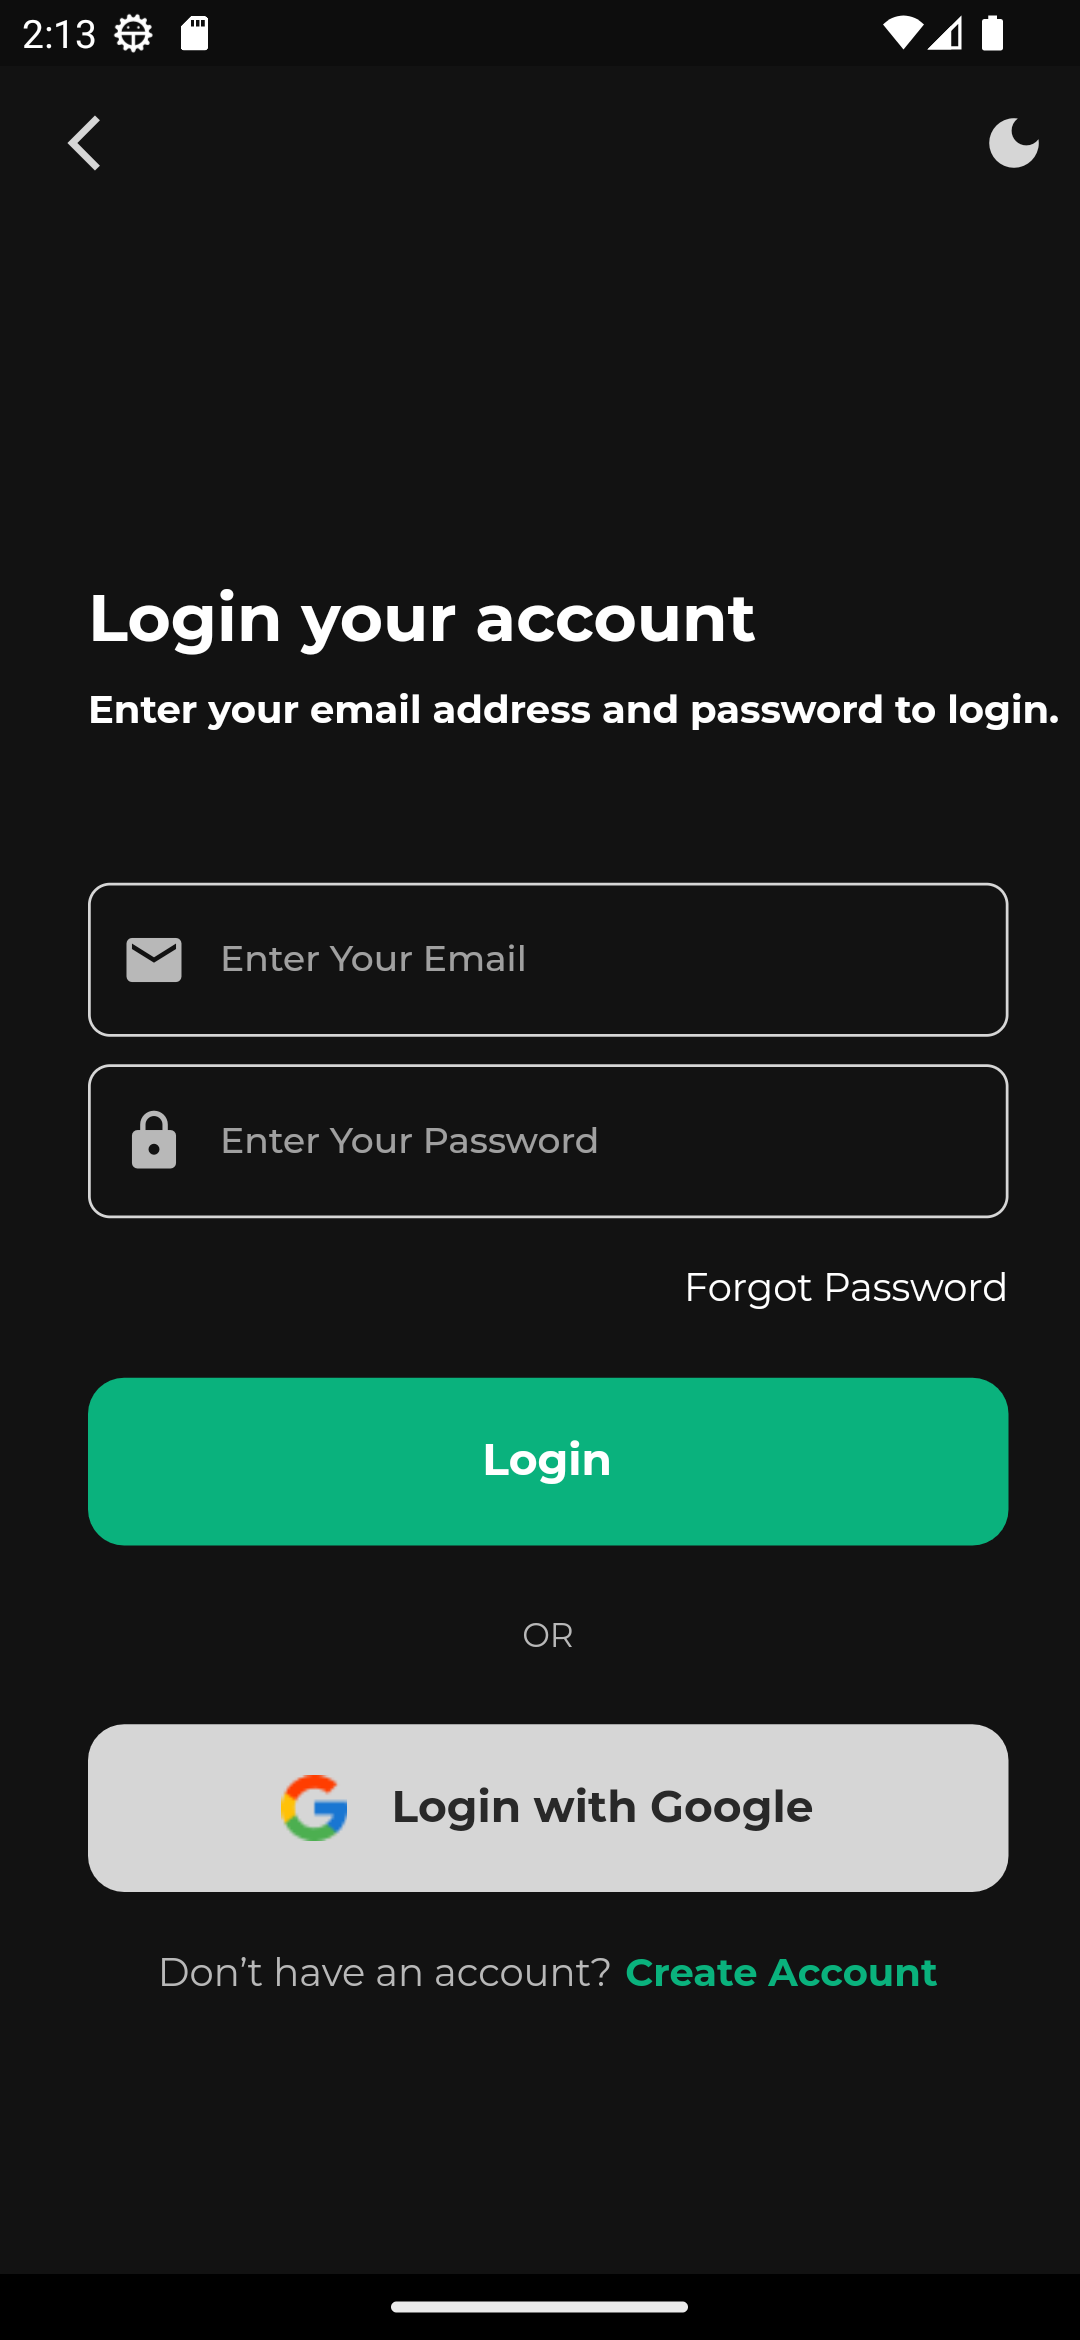 2:13
Login your account
Enter your email address and password to login.
Enter Your Email
Enter Your Password
Forgot Password
Login
OR
Login with Google
Don’t have an account? Create Account